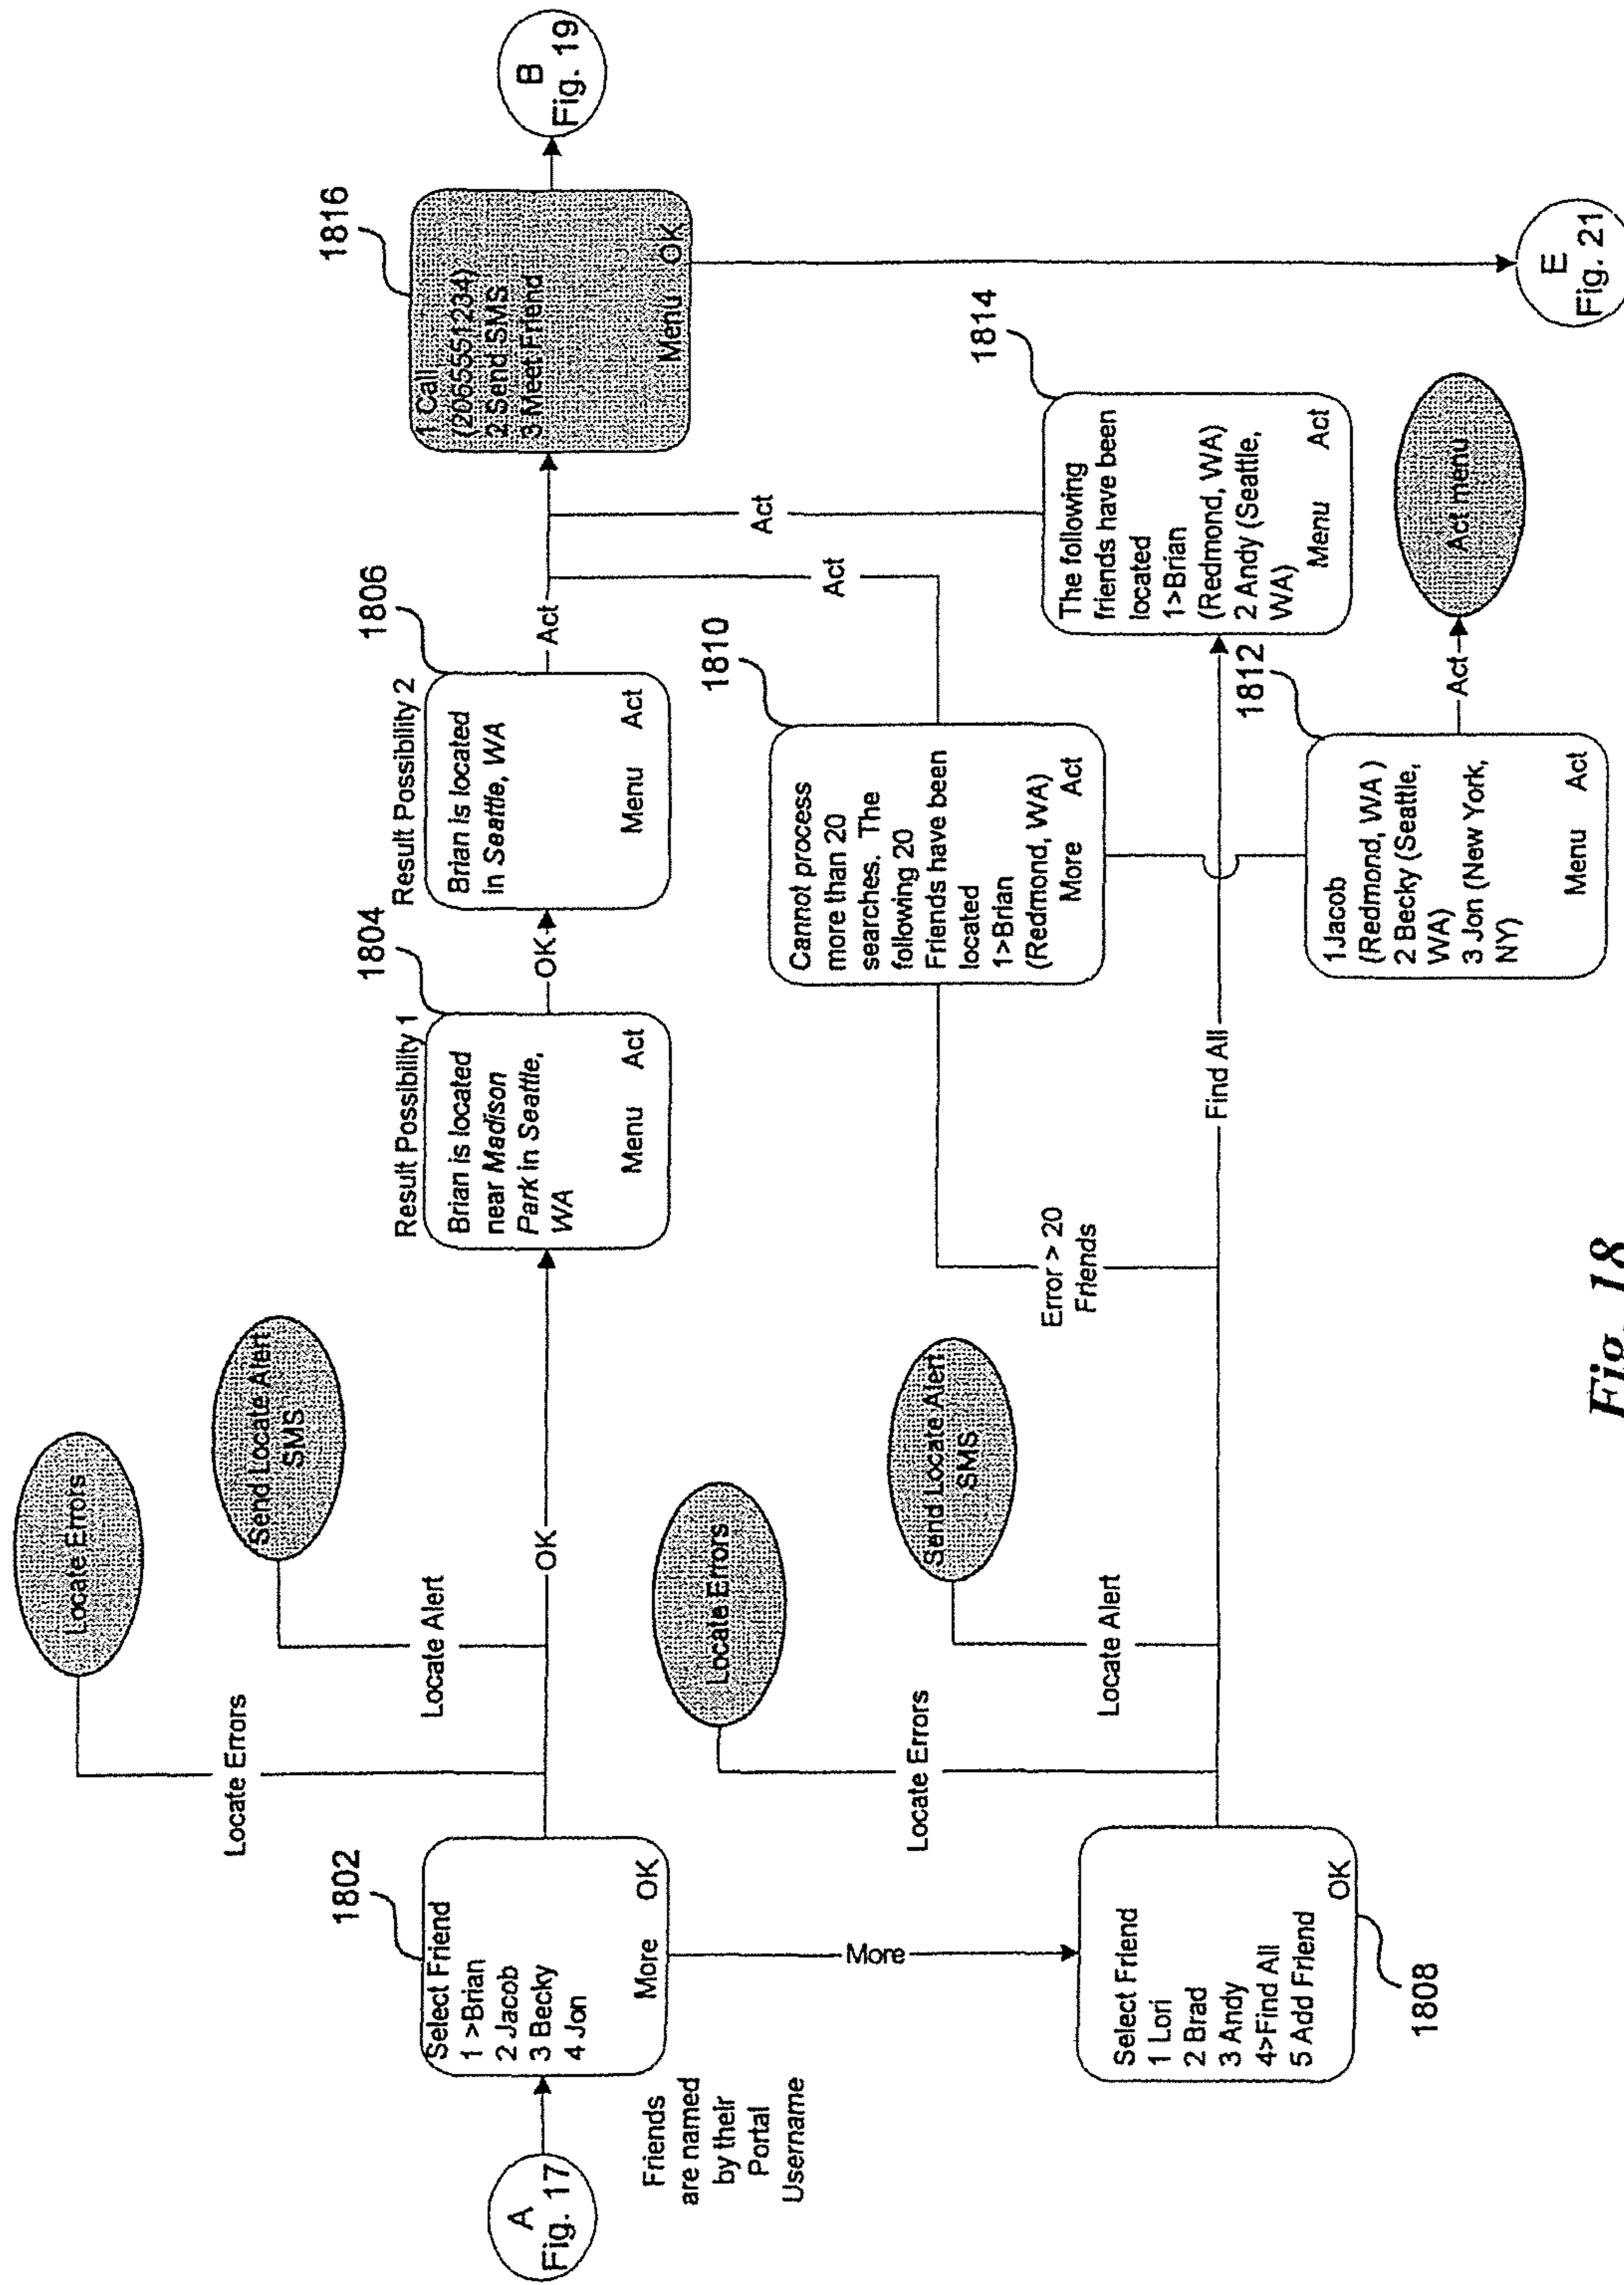 A
Fig. 17
Friends
are named
by their
Portal
Username
1802
Select Friend
1 >Brian
2 Jacob
3 Becky
4 Jon
More OK
Locate Errors
Locate Errors
Locate Alert
Send Locate Alert
SMS
OK
Result Possibility 1
1804
Brian is located
near Madison
Park in Seattle,
WA
Menu Act
OK
Result Possibility 2
1806
Brian is located
in Seattle, WA
Menu Act
Act
1816
1 Call
(2065551234)
2 Send SMS
3 Meet Friend
Menu OK
B
Fig. 19
More
Select Friend
1 Lori
2 Brad
3 Andy
4>Find All
5 Add Friend
OK
1808
Locate Errors
Locate Errors
Locate Alert
Send Locate Alert
SMS
Error > 20
Friends
Find All
1810
Cannot process
more than 20
searches. The
following 20
Friends have been
located
1>Brian
(Redmond, WA)
More Act
Act
Act
1812
1Jacob
(Redmond, WA )
2 Becky (Seattle,
WA)
3 Jon (New York,
NY)
Menu Act
Act
Act menu
1814
The following
friends have been
located
1>Brian
(Redmond, WA)
2 Andy (Seattle,
WA)
Menu Act
E
Fig. 21
Fig. 18